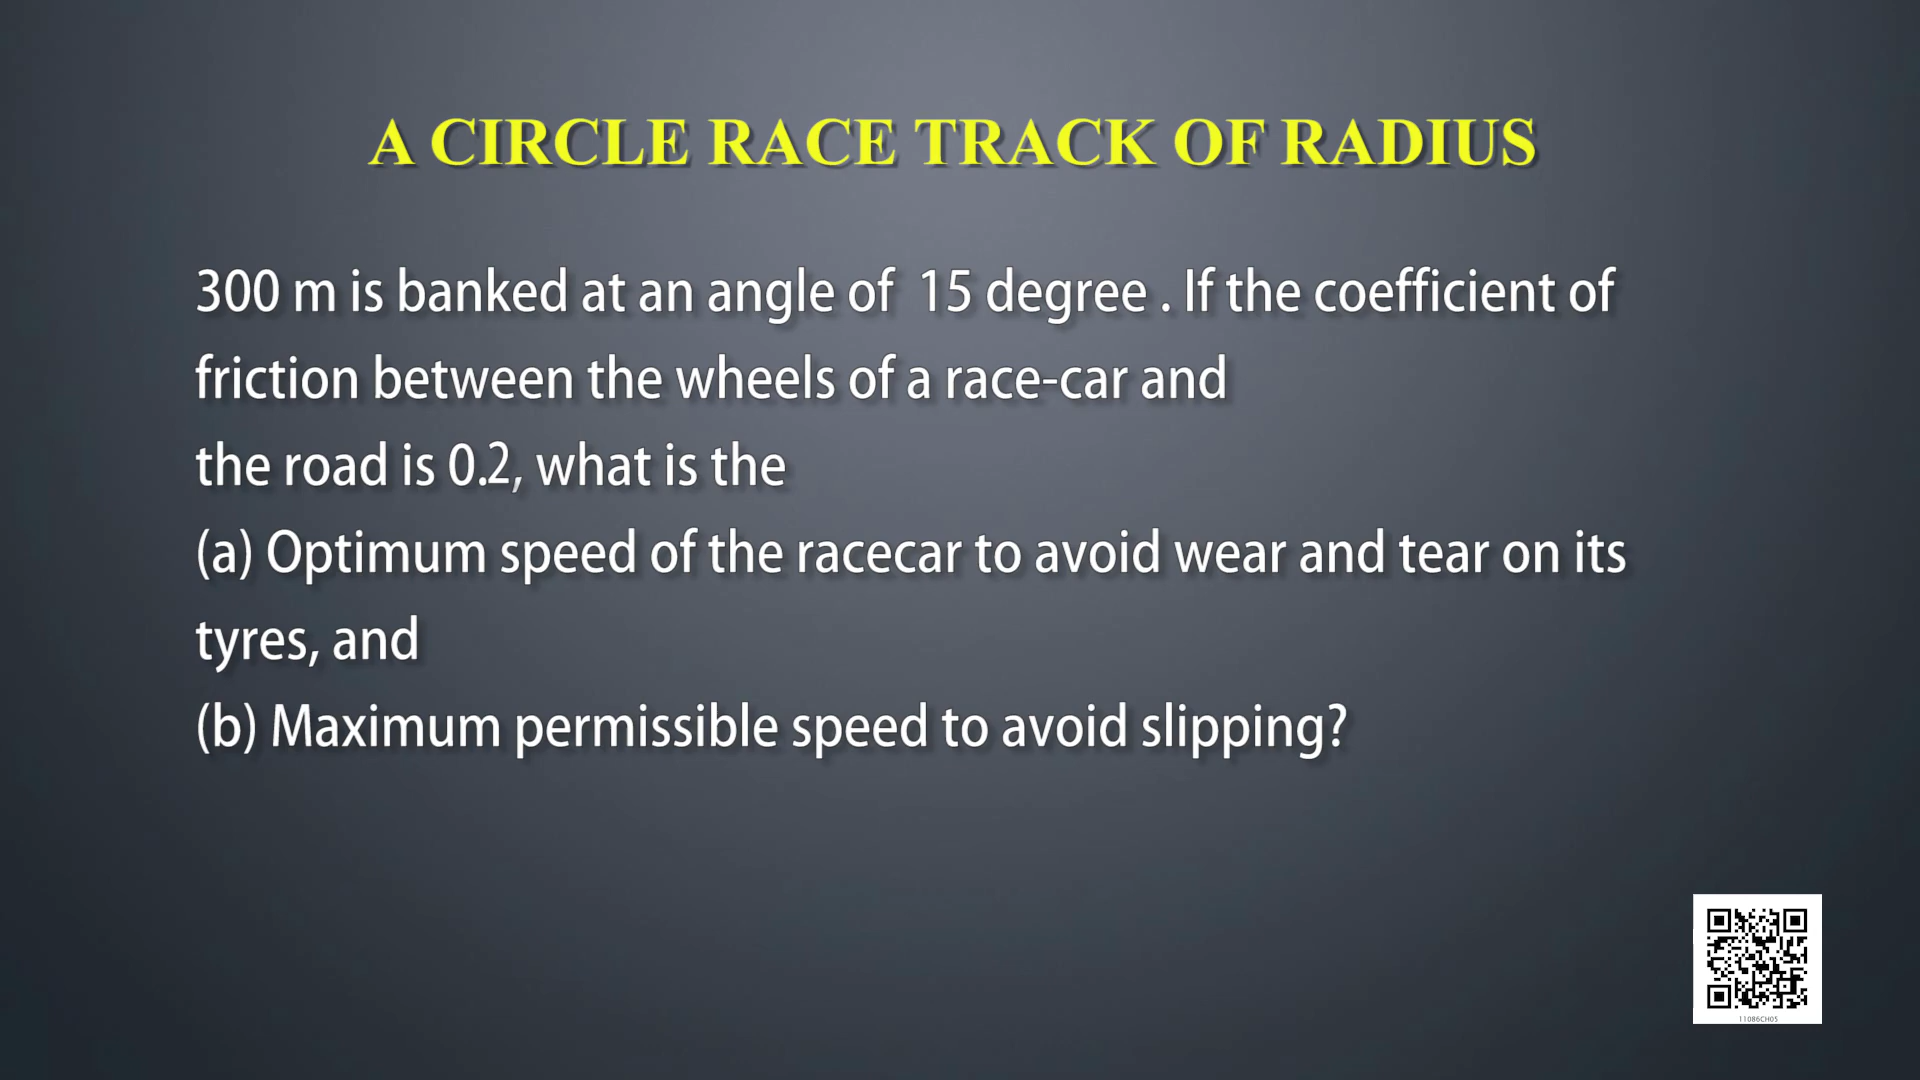 A CIRCLE RACE TRACK OF RADIUS
300 m is banked at an angle of 15 degree . If the coefficient of
friction between the wheels of a race-car and
the road is 0.2, what is the
(a) Optimum speed of the racecar to avoid wear and tear on its
tyres, and
(b) Maximum permissible speed to avoid slipping?
11086CH05